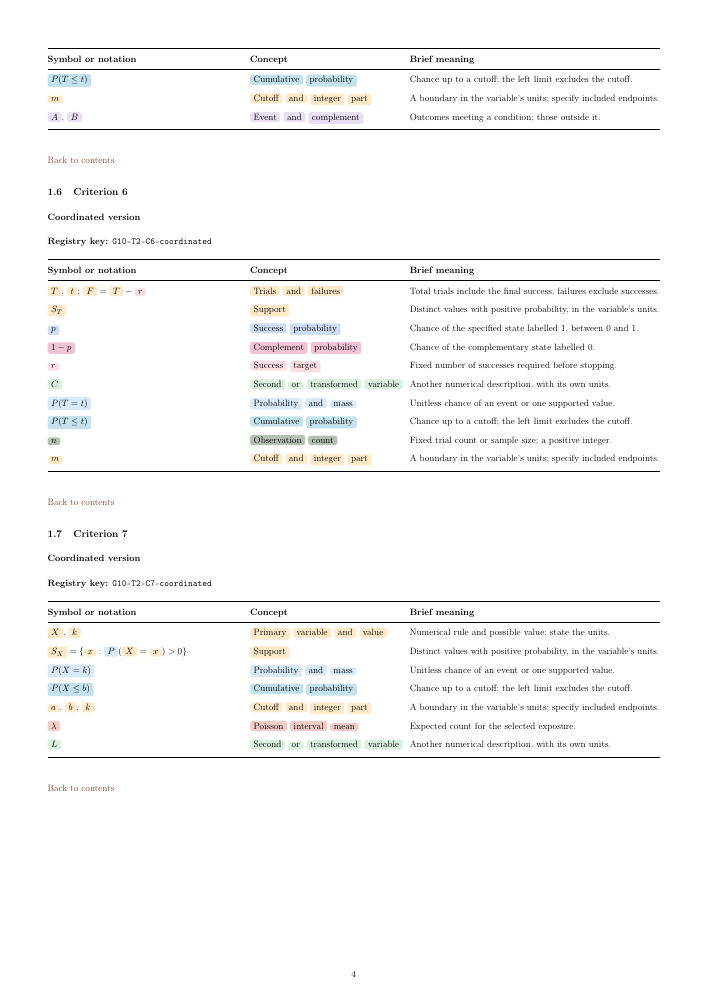 Symbol or notation Concept Brief meaning
P(T ≤ t) Cumulative probability Chance up to a cutoff; the left limit excludes the cutoff.
m Cutoff and integer part A boundary in the variable's units; specify included endpoints.
A, B Event and complement Outcomes meeting a condition; those outside it.
Back to contents
1.6 Criterion 6
Coordinated version
Registry key: G10-T2-C6-coordinated
Symbol or notation Concept Brief meaning
T, t; F = T − r Trials and failures Total trials include the final success; failures exclude successes.
S_T Support Distinct values with positive probability, in the variable's units.
p Success probability Chance of the specified state labelled 1, between 0 and 1.
1 − p Complement probability Chance of the complementary state labelled 0.
r Success target Fixed number of successes required before stopping.
C Second or transformed variable Another numerical description, with its own units.
P(T = t) Probability and mass Unitless chance of an event or one supported value.
P(T ≤ t) Cumulative probability Chance up to a cutoff; the left limit excludes the cutoff.
n Observation count Fixed trial count or sample size; a positive integer.
m Cutoff and integer part A boundary in the variable's units; specify included endpoints.
Back to contents
1.7 Criterion 7
Coordinated version
Registry key: G10-T2-C7-coordinated
Symbol or notation Concept Brief meaning
X, k Primary variable and value Numerical rule and possible value; state the units.
S_X = {x : P(X = x) > 0} Support Distinct values with positive probability, in the variable's units.
P(X = k) Probability and mass Unitless chance of an event or one supported value.
P(X ≤ b) Cumulative probability Chance up to a cutoff; the left limit excludes the cutoff.
a, b, k Cutoff and integer part A boundary in the variable's units; specify included endpoints.
λ Poisson interval mean Expected count for the selected exposure.
L Second or transformed variable Another numerical description, with its own units.
Back to contents
4